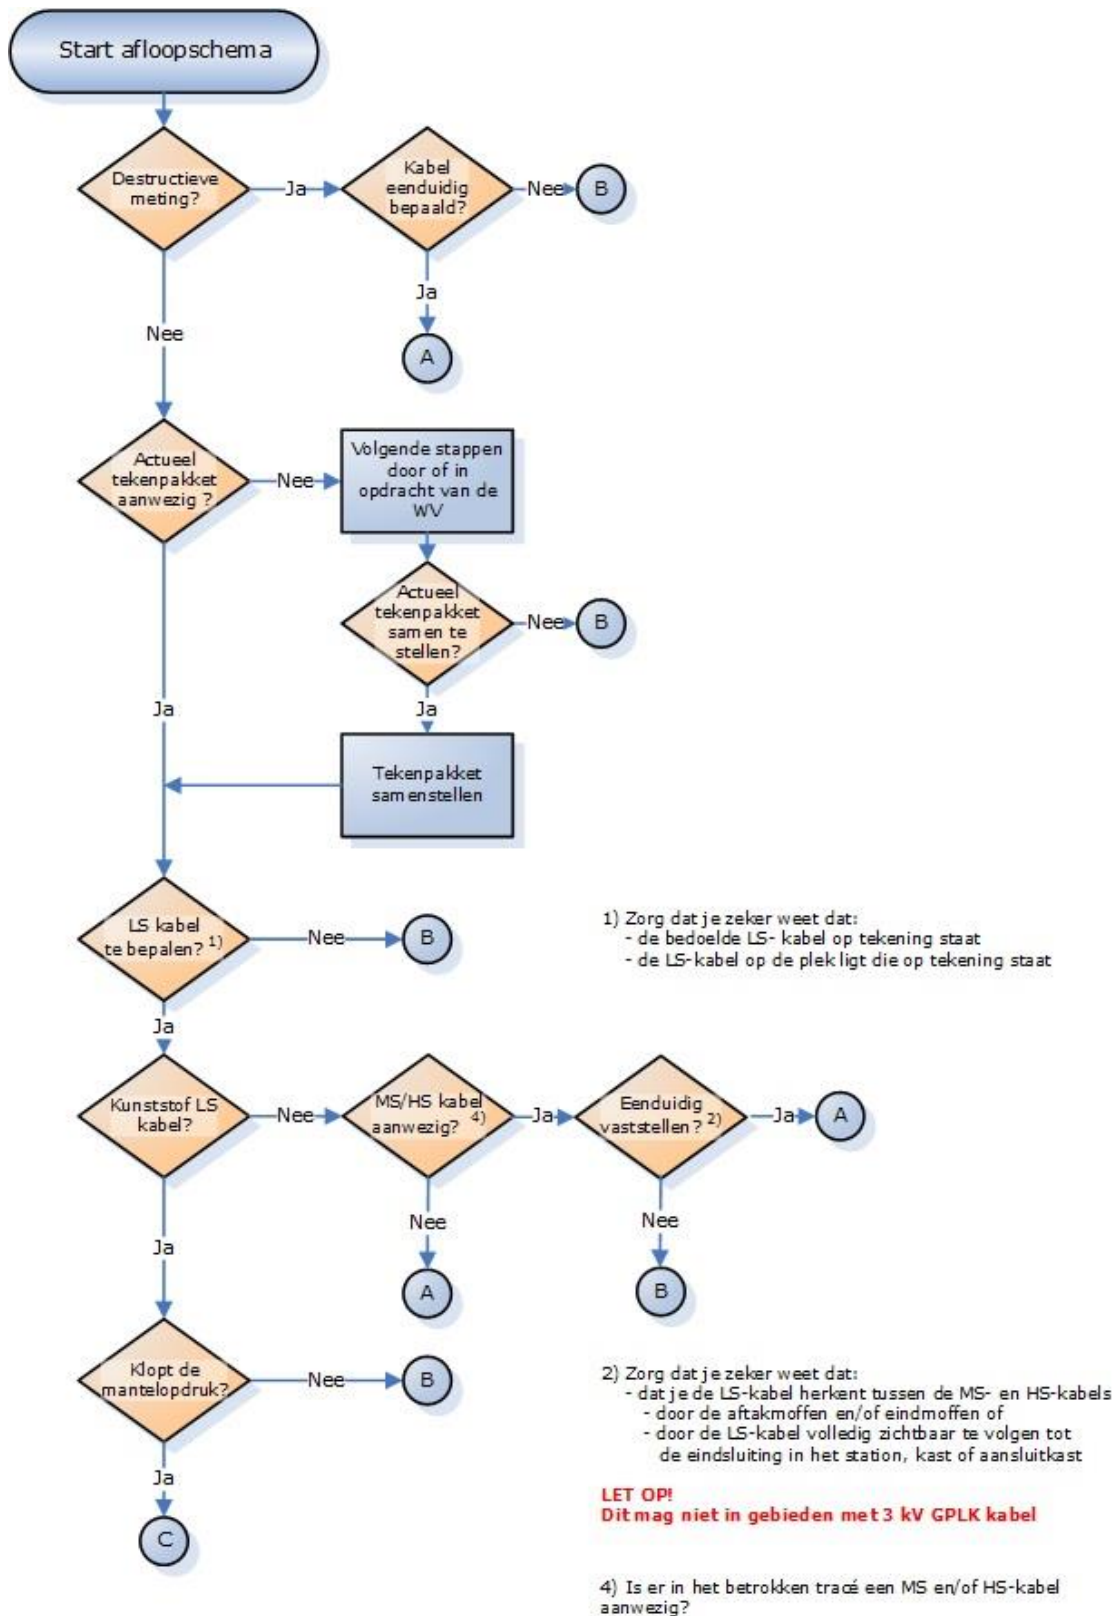 Start afloopschema
Destructieve
meting?
Ja
Kabel
eenduidig
bepaald?
Nee
B
Ja
A
Nee
Actueel
tekenpakket
aanwezig ?
Nee
Volgende stappen
door of in
opdracht van de
WV
Actueel
tekenpakket
samen te
stellen?
Nee
B
Ja
Ja
Tekenpakket
samenstellen
LS kabel
te bepalen? 1)
Nee
B
1) Zorg dat je zeker weet dat:
- de bedoelde LS- kabel op tekening staat
- de LS-kabel op de plek ligt die op tekening staat
Ja
Kunststof LS
kabel?
Nee
MS/HS kabel
aanwezig? 4)
Ja
Eenduidig
vaststellen? 2)
Ja
A
Nee
A
Nee
B
Ja
Klopt de
mantelopdruk?
Nee
B
2) Zorg dat je zeker weet dat:
- dat je de LS-kabel herkent tussen de MS- en HS-kabels
- door de aftakmoffen en/of eindmoffen of
- door de LS-kabel volledig zichtbaar te volgen tot
de eindsluiting in het station, kast of aansluitkast
Ja
C
LET OP!
Dit mag niet in gebieden met 3 kV GPLK kabel
4) Is er in het betrokken tracé een MS en/of HS-kabel
aanwezig?